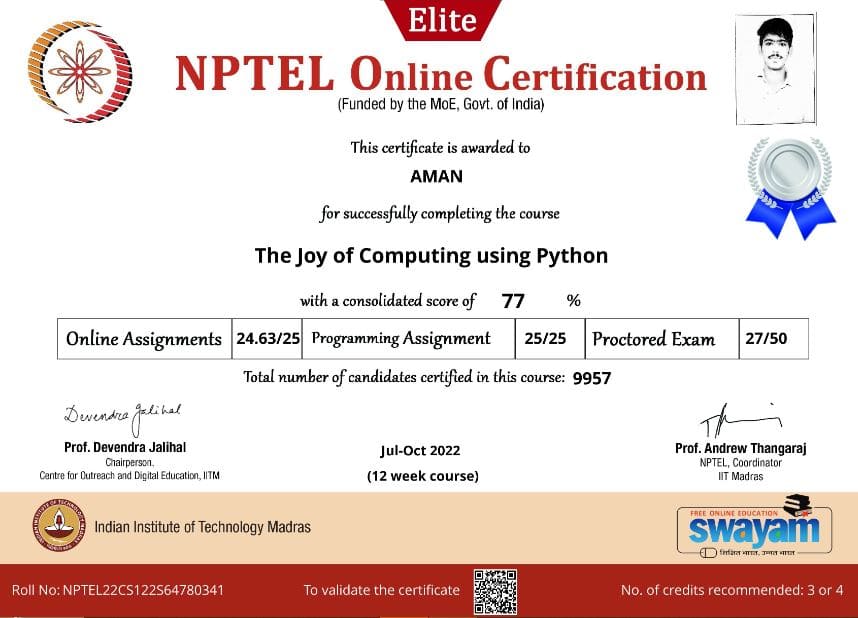 Elite
NPTEL Online Certification
(Funded by the MoE, Govt. of India)
This certificate is awarded to
AMAN
for successfully completing the course
The Joy of Computing using Python
with a consolidated score of 77 %
Online Assignments 24.63/25 Programming Assignment 25/25 Proctored Exam 27/50
Total number of candidates certified in this course: 9957
Devendra Jalihal
Prof. Devendra Jalihal
Chairperson,
Centre for Outreach and Digital Education, IITM
Jul-Oct 2022
(12 week course)
Prof. Andrew Thangaraj
NPTEL, Coordinator
IIT Madras
Indian Institute of Technology Madras
FREE ONLINE EDUCATION
swayam
शिक्षित भारत, उन्नत भारत
Roll No: NPTEL22CS122S64780341
To validate the certificate
No. of credits recommended: 3 or 4